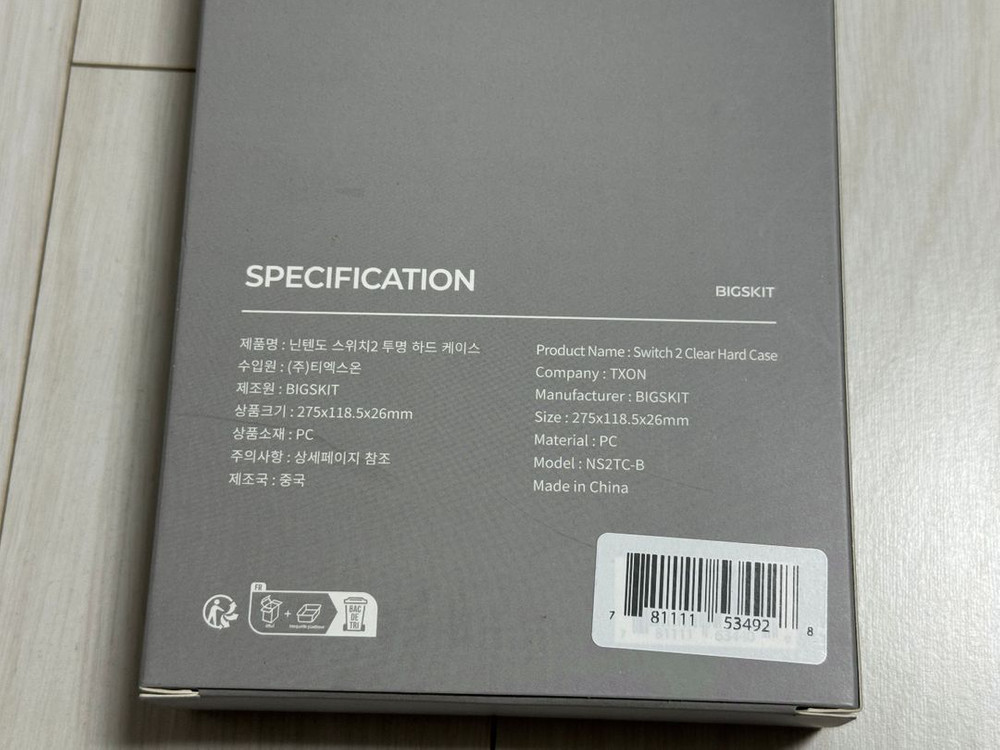 SPECIFICATION
BIGSKIT
제품명 : 닌텐도 스위치2 투명 하드 케이스
수입원 : (주)티엑스온
제조원 : BIGSKIT
상품크기 : 275x118.5x26mm
상품소재 : PC
주의사항 : 상세페이지 참조
제조국 : 중국
Product Name : Switch 2 Clear Hard Case
Company : TXON
Manufacturer : BIGSKIT
Size : 275x118.5x26mm
Material : PC
Model : NS2TC-B
Made in China
FR
+
BAC
DE
TRI
7 81111 53492 8